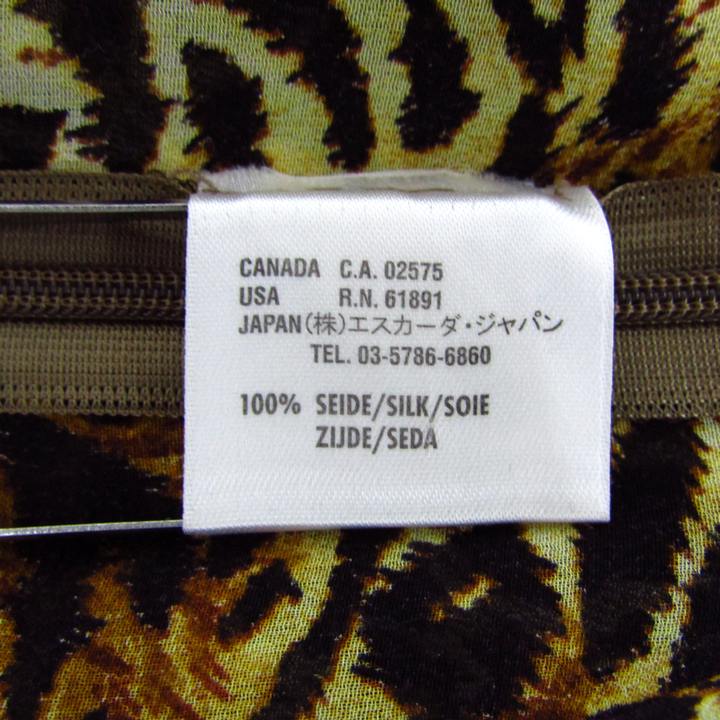 CANADA C.A. 02575
USA R.N. 61891
JAPAN(株)エスカーダ・ジャパン
TEL. 03-5786-6860
100% SEIDE/SILK/SOIE
ZIJDE/SEDA